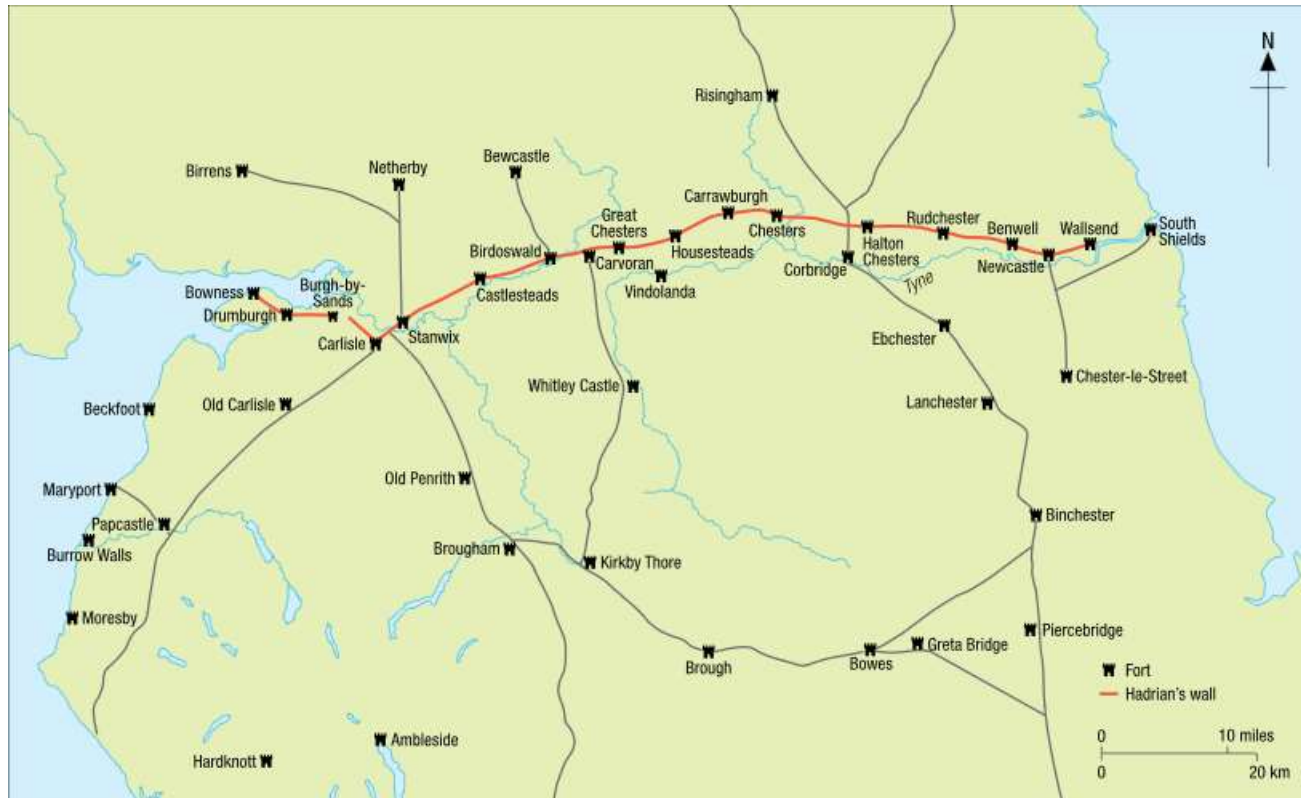 N
Risingham
Birrens
Netherby
Bewcastle
Carrawburgh
Great
Chesters
Chesters
Rudchester
Benwell
Wallsend
South
Shields
Birdoswald
Housesteads
Halton
Chesters
Carvoran
Corbridge
Newcastle
Tyne
Vindolanda
Castlesteads
Bowness
Burgh-by-
Sands
Drumburgh
Stanwix
Carlisle
Ebchester
Chester-le-Street
Whitley Castle
Lanchester
Old Carlisle
Beckfoot
Old Penrith
Maryport
Papcastle
Burrow Walls
Binchester
Brougham
Kirkby Thore
Moresby
Piercebridge
Greta Bridge
Brough
Bowes
Fort
Hadrian's wall
Ambleside
Hardknott
0 10 miles
0 20 km